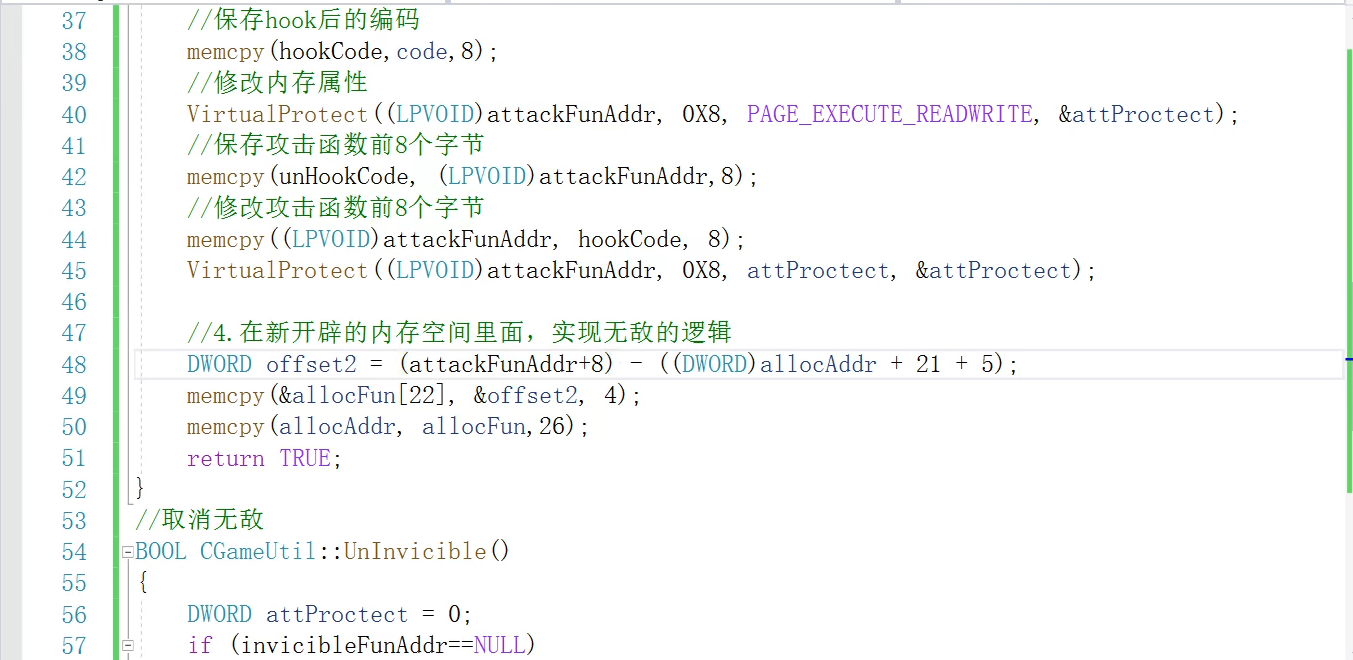 37 //保存hook后的编码
38 memcpy(hookCode,code,8);
39 //修改内存属性
40 VirtualProtect((LPVOID)attackFunAddr, 0X8, PAGE_EXECUTE_READWRITE, &attProctect);
41 //保存攻击函数前8个字节
42 memcpy(unHookCode, (LPVOID)attackFunAddr,8);
43 //修改攻击函数前8个字节
44 memcpy((LPVOID)attackFunAddr, hookCode, 8);
45 VirtualProtect((LPVOID)attackFunAddr, 0X8, attProctect, &attProctect);
46
47 //4.在新开辟的内存空间里面，实现无敌的逻辑
48 DWORD offset2 = (attackFunAddr+8) - ((DWORD)allocAddr + 21 + 5);
49 memcpy(&allocFun[22], &offset2, 4);
50 memcpy(allocAddr, allocFun,26);
51 return TRUE;
52 }
53 //取消无敌
54 BOOL CGameUtil::UnInvicible()
55 {
56 DWORD attProctect = 0;
57 if (invicibleFunAddr==NULL)